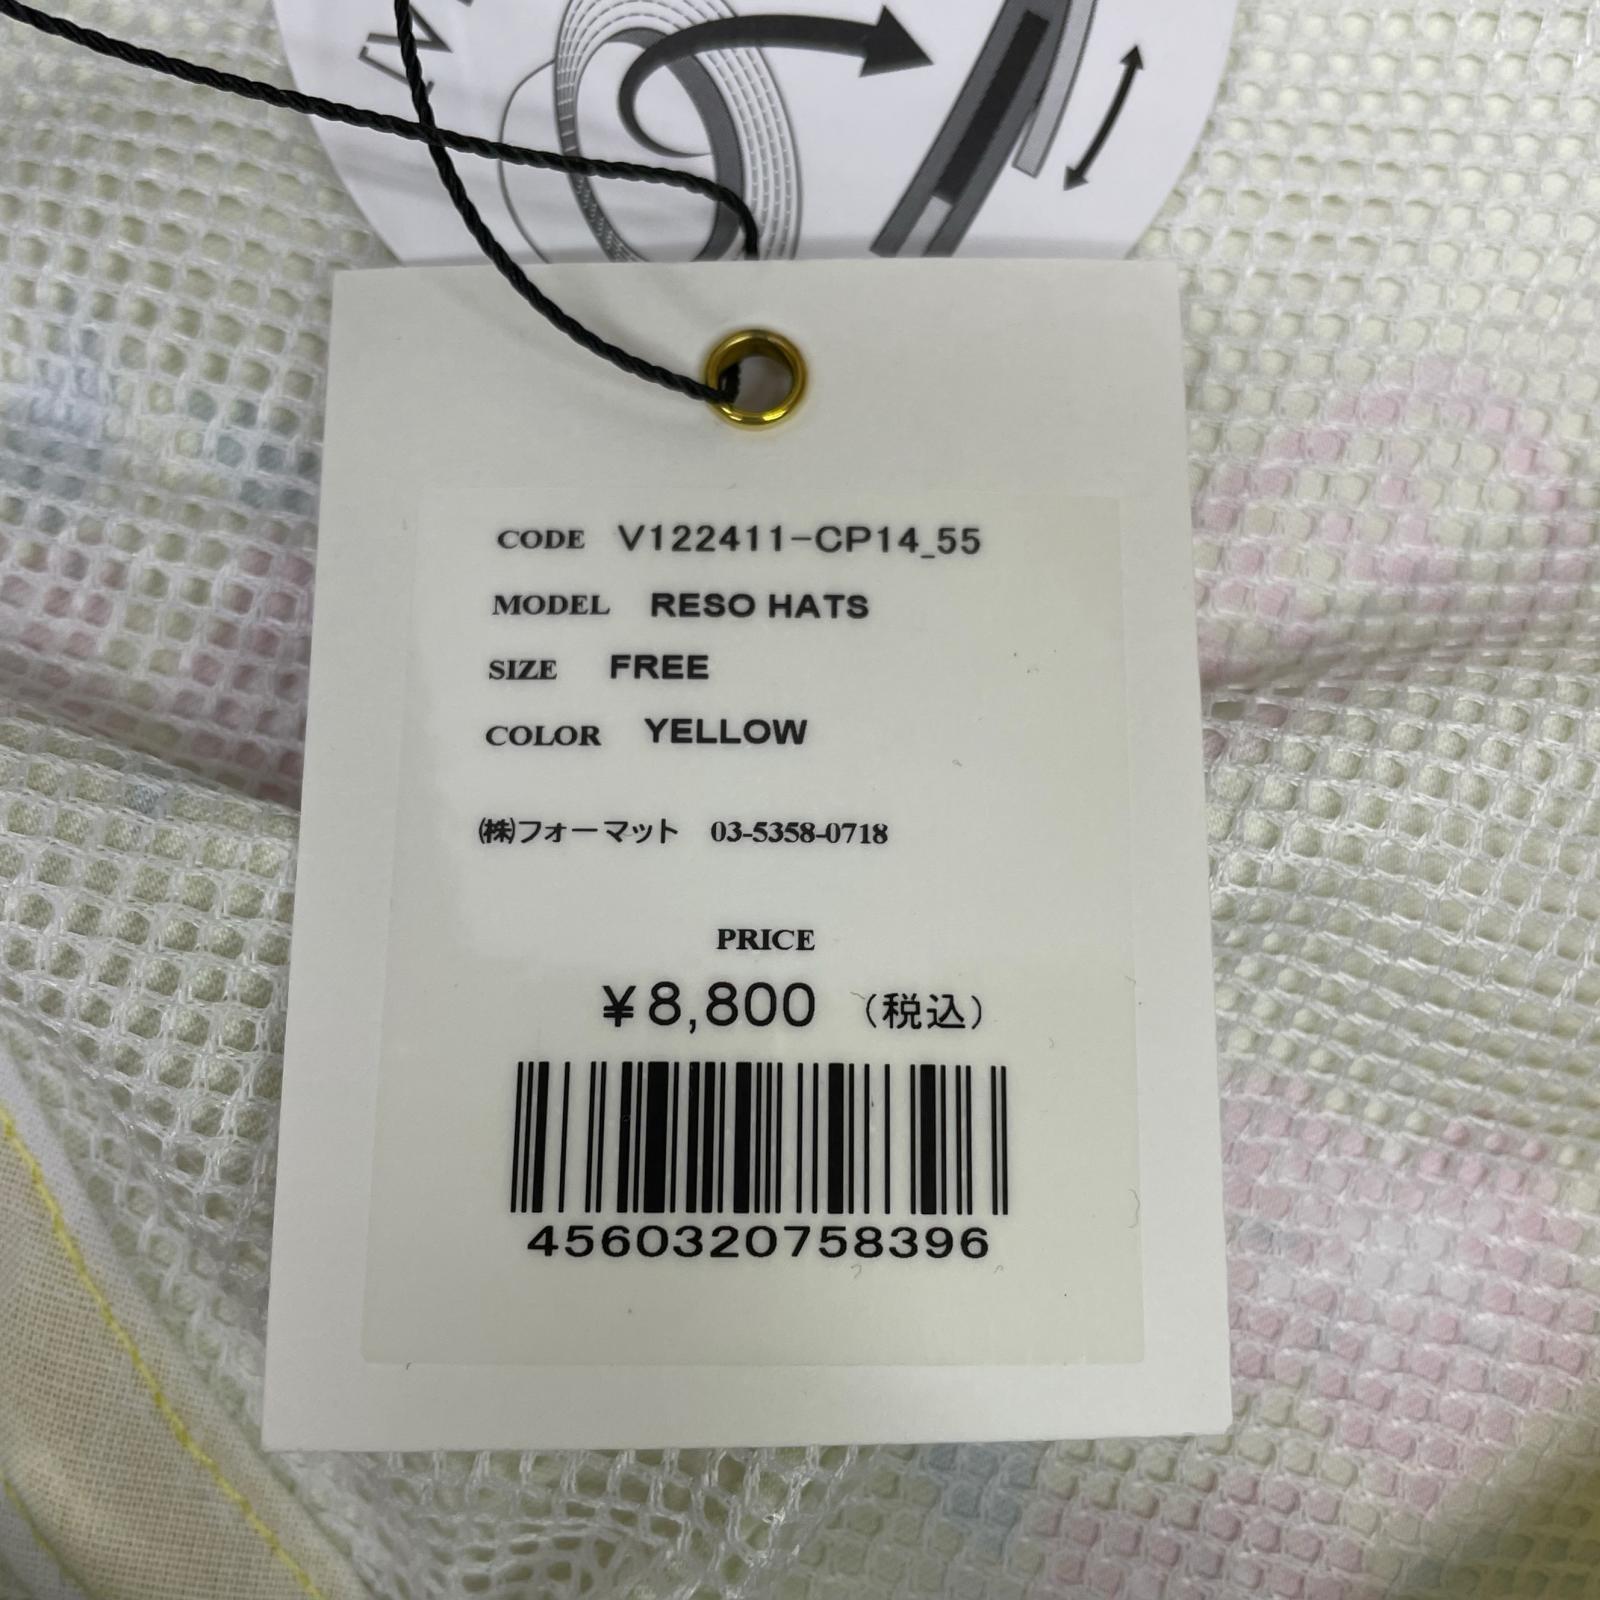 CODE V122411-CP14_55
MODEL RESO HATS
SIZE FREE
COLOR YELLOW
㈱フォーマット 03-5358-0718
PRICE
¥8,800 (税込)
4560320758396